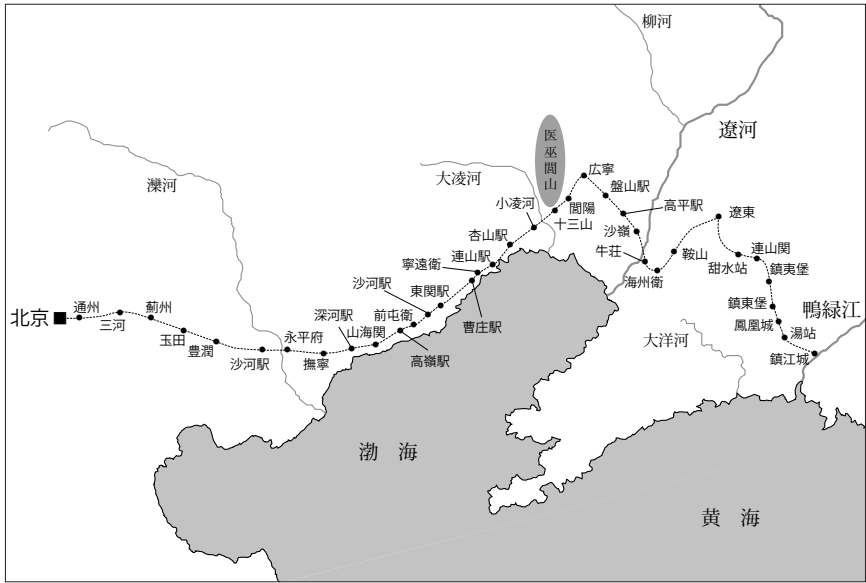 柳河
遼河
医巫閭山
広寧
盤山駅
灤河
大凌河
小凌河
閭陽
高平駅
十三山
沙嶺
遼東
杏山駅
牛荘
鞍山
連山関
連山駅
寧遠衛
甜水站
鎮夷堡
海州衛
沙河駅
東関駅
鎮東堡
鴨緑江
北京
通州
薊州
深河駅
前屯衛
曹庄駅
鳳凰城
三河
山海関
湯站
玉田
永平府
大洋河
豊潤
沙河駅
撫寧
高嶺駅
鎮江城
渤海
黄海